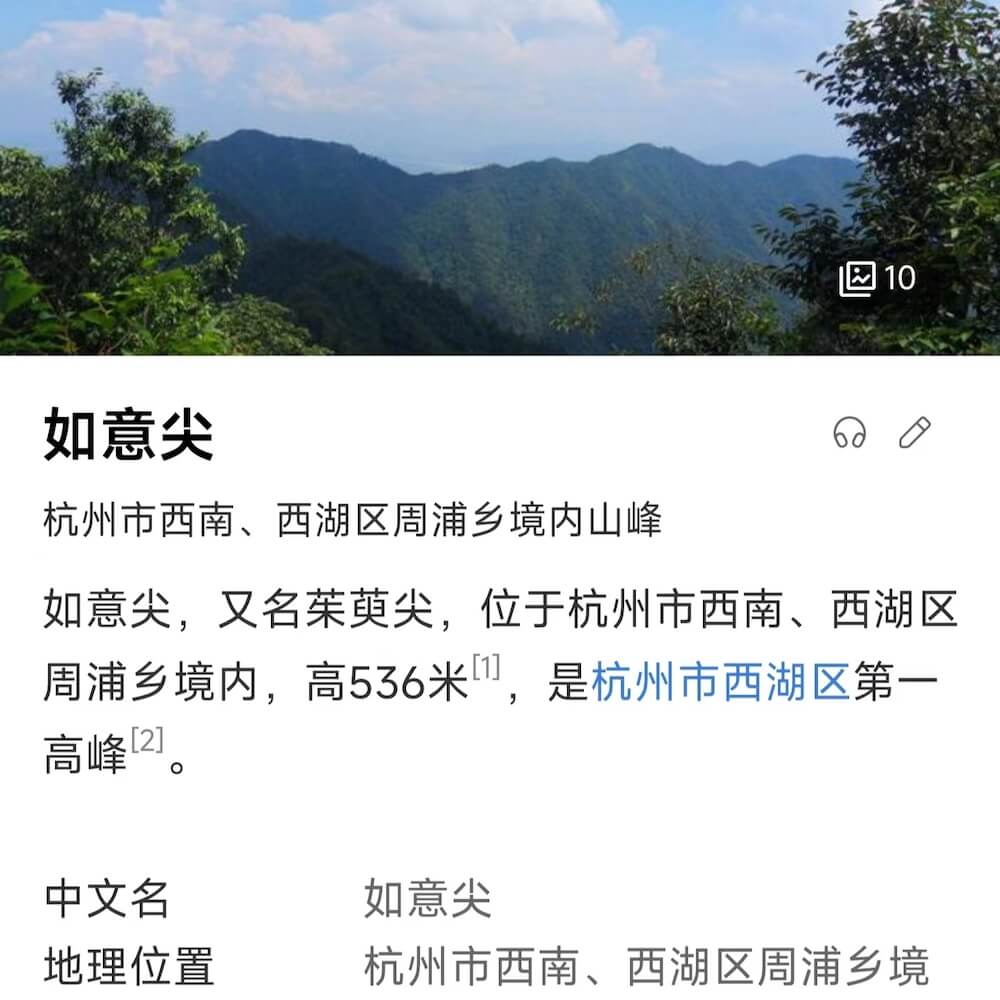 10
如意尖
杭州市西南、西湖区周浦乡境内山峰
如意尖，又名茱萸尖，位于杭州市西南、西湖区
周浦乡境内，高536米[1]，是杭州市西湖区第一
高峰[2]。
中文名 如意尖
地理位置 杭州市西南、西湖区周浦乡境